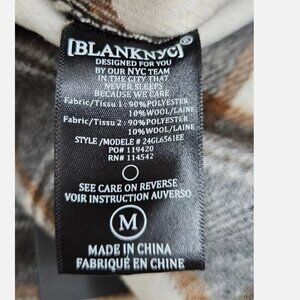 [BLANKNYC]®
DESIGNED FOR YOU
BY OUR NYC TEAM
IN THE CITY THAT
NEVER SLEEPS
BECAUSE WE CARE
Fabric/Tissu 1 : 90%POLYESTER
10%WOOL/LAINE
Fabric/Tissu 2 : 90%POLYESTER
10%WOOL/LAINE
STYLE /MODELE # 24GL6561EE
PO# 119420
RN# 114542
SEE CARE ON REVERSE
VOIR INSTRUCTION AUVERSO
M
MADE IN CHINA
FABRIQUÉ EN CHINE